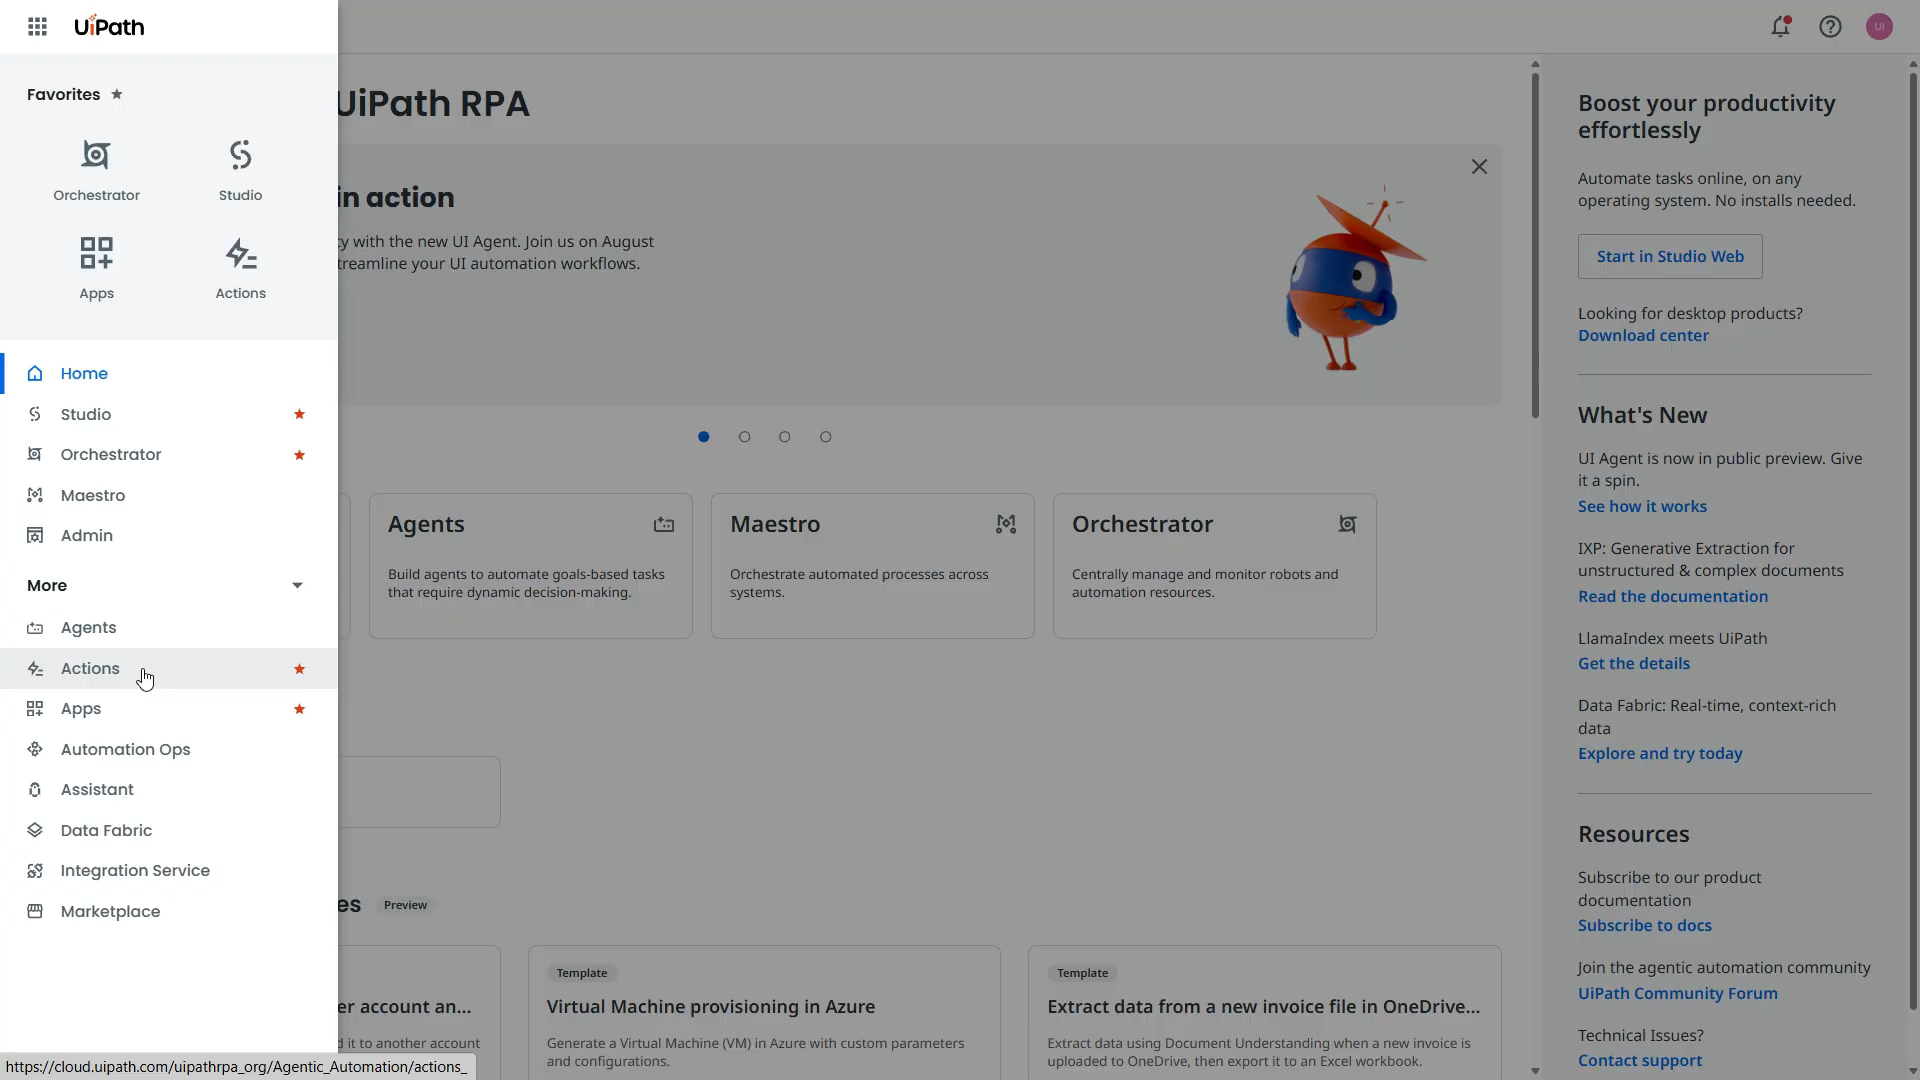 UiPath
UI
Favorites
Orchestrator
Studio
Apps
Actions
Home
Studio
Orchestrator
Maestro
Admin
More
Agents
Actions
Apps
Automation Ops
Assistant
Data Fabric
Integration Service
Marketplace
UiPath RPA
in action
y with the new UI Agent. Join us on August
treamline your UI automation workflows.
Agents
Build agents to automate goals-based tasks
that require dynamic decision-making.
Maestro
Orchestrate automated processes across
systems.
Orchestrator
Centrally manage and monitor robots and
automation resources.
es
Preview
er account an...
d it to another account
Template
Virtual Machine provisioning in Azure
Generate a Virtual Machine (VM) in Azure with custom parameters
and configurations.
Template
Extract data from a new invoice file in OneDrive...
Extract data using Document Understanding when a new invoice is
uploaded to OneDrive, then export it to an Excel workbook.
Boost your productivity
effortlessly
Automate tasks online, on any
operating system. No installs needed.
Start in Studio Web
Looking for desktop products?
Download center
What's New
UI Agent is now in public preview. Give
it a spin.
See how it works
IXP: Generative Extraction for
unstructured & complex documents
Read the documentation
LlamaIndex meets UiPath
Get the details
Data Fabric: Real-time, context-rich
data
Explore and try today
Resources
Subscribe to our product
documentation
Subscribe to docs
Join the agentic automation community
UiPath Community Forum
Technical Issues?
Contact support
https://cloud.uipath.com/uipathrpa_org/Agentic_Automation/actions_